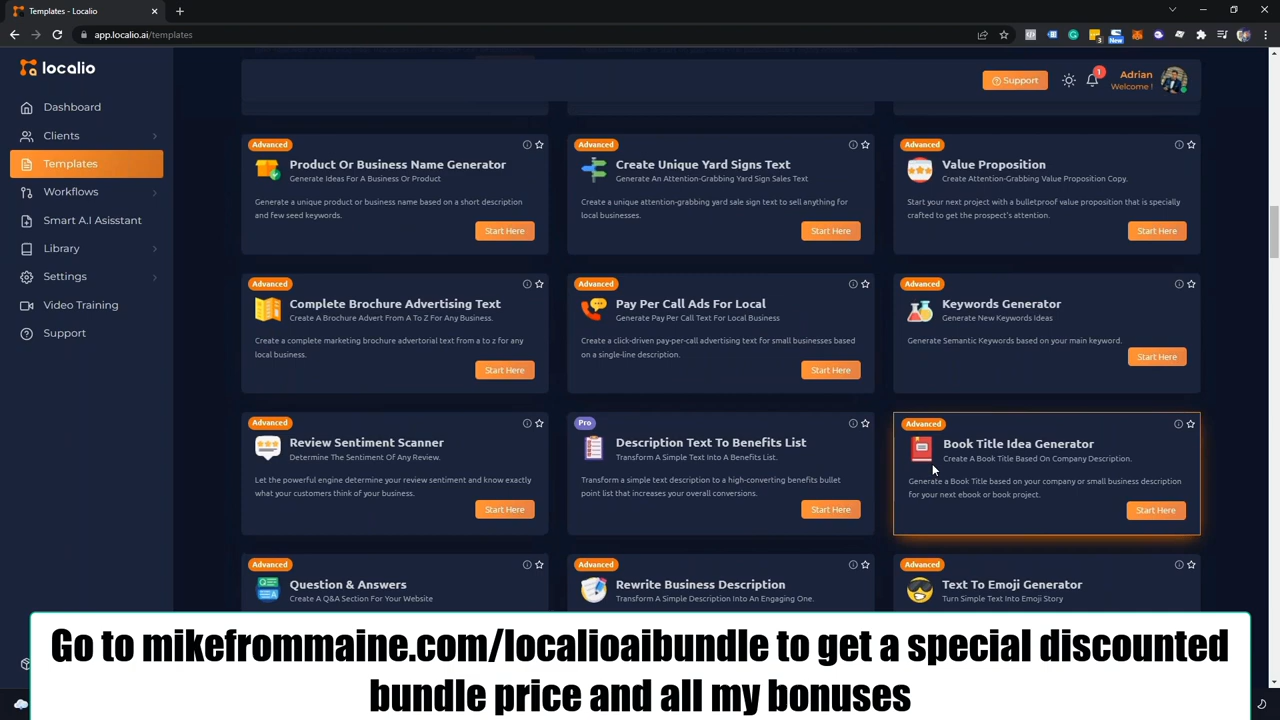 Templates - Localio
app.localio.ai/templates
3
New
localio
Dashboard
Clients
Templates
Workflows
Smart A.I Asisstant
Library
Settings
Video Training
Support
Support
1
Adrian
Welcome !
Advanced
Product Or Business Name Generator
Generate Ideas For A Business Or Product
Generate a unique product or business name based on a short description
and few seed keywords.
Start Here
Advanced
Create Unique Yard Signs Text
Generate An Attention-Grabbing Yard Sign Sales Text
Create a unique attention-grabbing yard sale sign text to sell anything for
local businesses.
Start Here
Advanced
Value Proposition
Create Attention-Grabbing Value Proposition Copy.
Start your next project with a bulletproof value proposition that is specially
crafted to get the prospect's attention.
Start Here
Advanced
Complete Brochure Advertising Text
Create A Brochure Advert From A To Z For Any Business.
Create a complete marketing brochure advertorial text from a to z for any
local business.
Start Here
Advanced
Pay Per Call Ads For Local
Generate Pay Per Call Text For Local Business
Create a click-driven pay-per-call advertising text for small businesses based
on a single-line description.
Start Here
Advanced
Keywords Generator
Generate New Keywords Ideas
Generate Semantic Keywords based on your main keyword.
Start Here
Advanced
Review Sentiment Scanner
Determine The Sentiment Of Any Review.
Let the powerful engine determine your review sentiment and know exactly
what your customers think of your business.
Start Here
Pro
Description Text To Benefits List
Transform A Simple Text Into A Benefits List.
Transform a simple text description to a high-converting benefits bullet
point list that increases your overall conversions.
Start Here
Advanced
Book Title Idea Generator
Create A Book Title Based On Company Description.
Generate a Book Title based on your company or small business description
for your next ebook or book project.
Start Here
Advanced
Question & Answers
Create A Q&A Section For Your Website
Advanced
Rewrite Business Description
Transform A Simple Description Into An Engaging One.
Advanced
Text To Emoji Generator
Turn Simple Text Into Emoji Story
Go to mikefrommaine.com/localioaibundle to get a special discounted
bundle price and all my bonuses